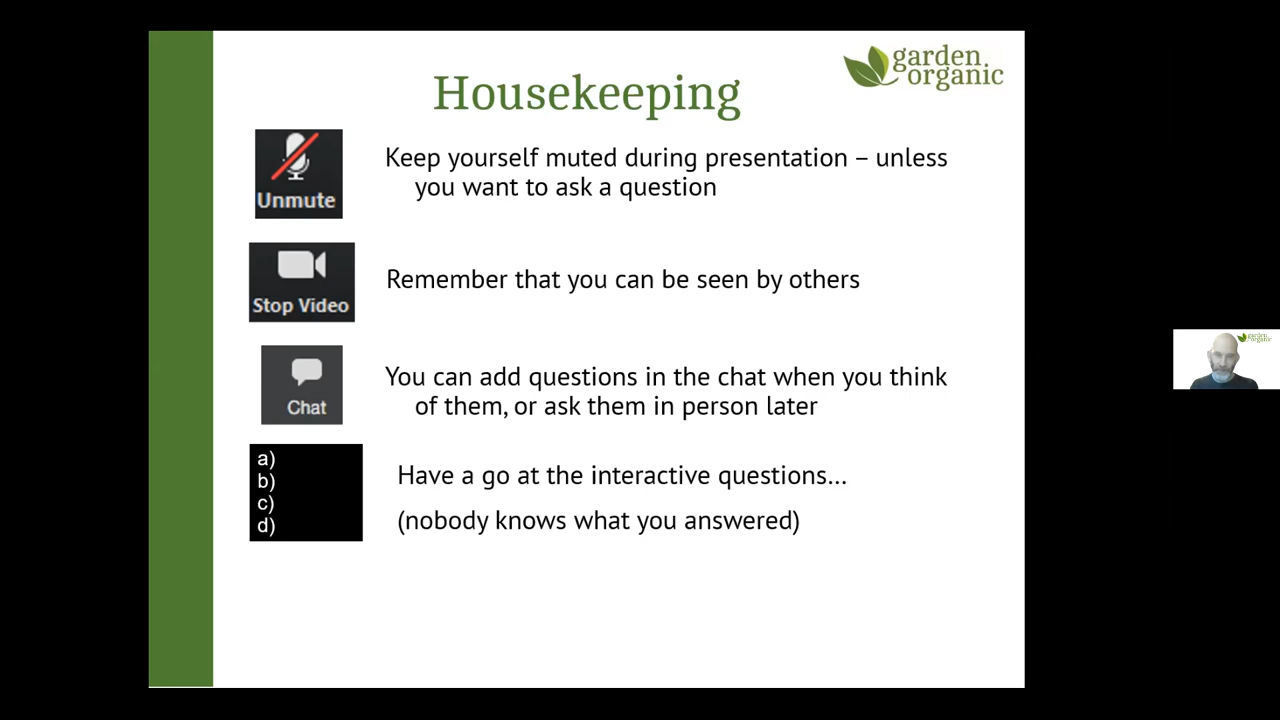 garden
organic
Housekeeping
Unmute
Keep yourself muted during presentation – unless
you want to ask a question
Stop Video
Remember that you can be seen by others
Chat
You can add questions in the chat when you think
of them, or ask them in person later
a)
b)
c)
d)
Have a go at the interactive questions...
(nobody knows what you answered)
garden
organic